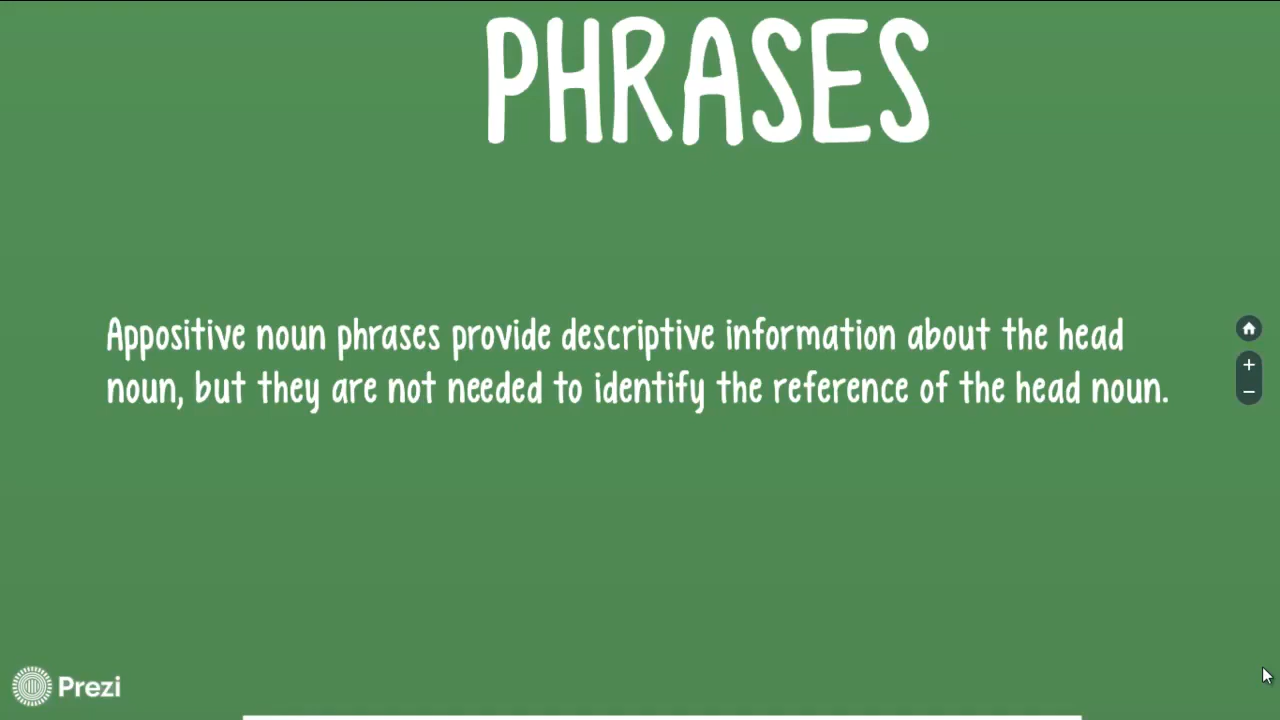 PHRASES
Appositive noun phrases provide descriptive information about the head
noun, but they are not needed to identify the reference of the head noun.
Prezi